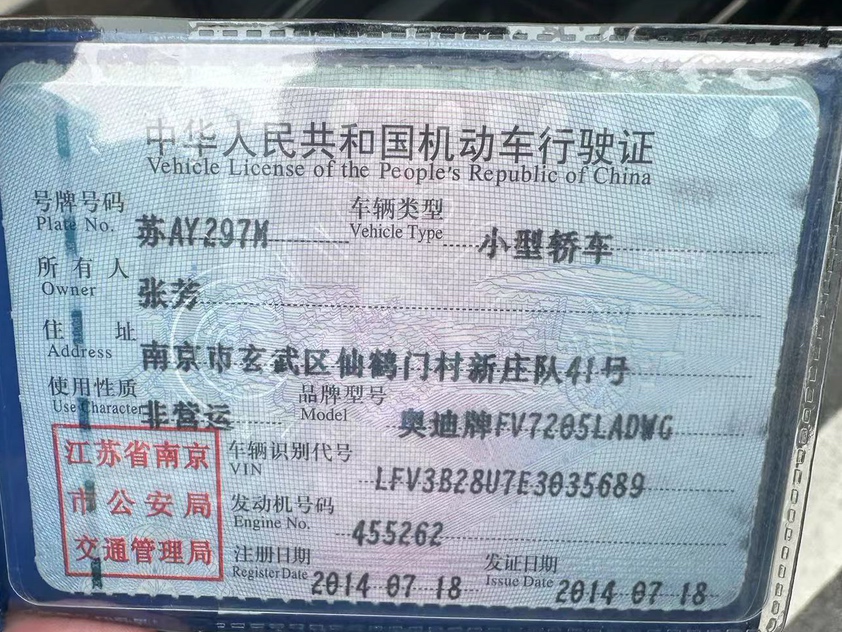 中华人民共和国机动车行驶证
Vehicle License of the People's Republic of China
号牌号码 苏AY297M 车辆类型 小型轿车
Plate No. Vehicle Type
所有人 张芳
Owner
住址 南京市玄武区仙鹤门村新庄队41号
Address
使用性质 非营运 品牌型号 奥迪牌FV7205LADWG
Use Character Model
江苏省南京
市公安局
交通管理局
车辆识别代号 LFV3B28U7E3035689
VIN
发动机号码 455262
Engine No.
注册日期 2014-07-18 发证日期 2014-07-18
Register Date Issue Date